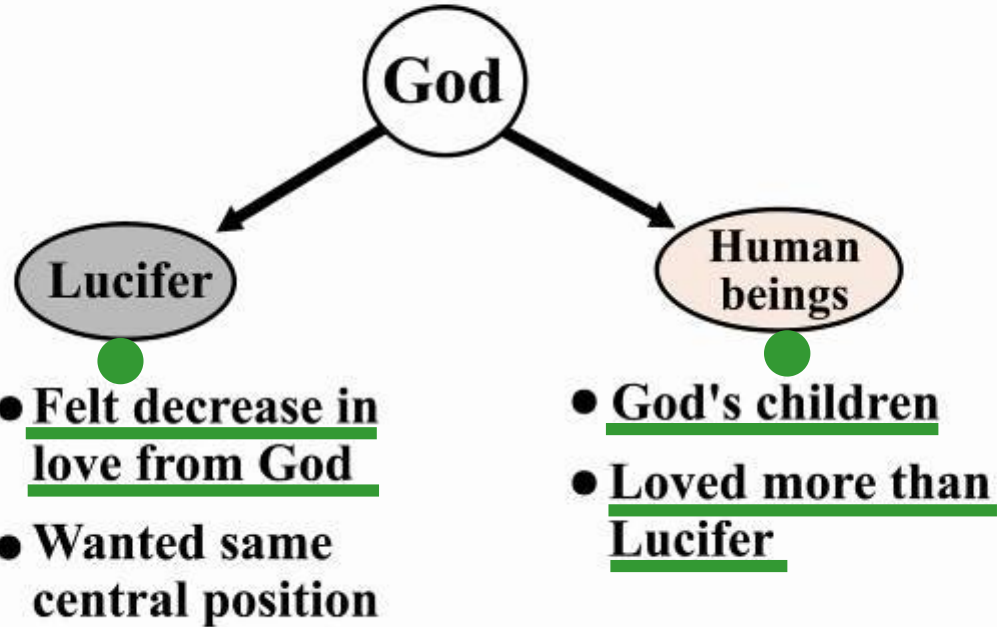 God
Lucifer
Human
beings
• Felt decrease in
love from God
• Wanted same
central position
• God's children
• Loved more than
Lucifer